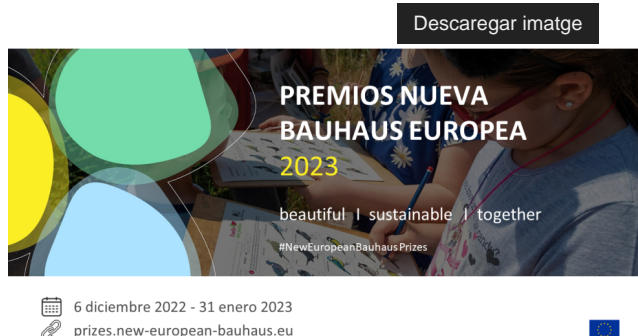 Descaregar imatge
PREMIOS NUEVA
BAUHAUS EUROPEA
2023
beautiful I sustainable I together
#NewEuropeanBauhausPrizes
6 diciembre 2022 - 31 enero 2023
prizes.new-european-bauhaus.eu